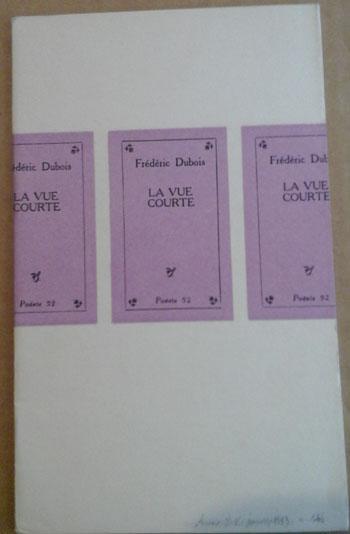 édéric Dubois
LA VUE
COURTE
Poésie 52
Frédéric Dubois
LA VUE
COURTE
Poésie 52
Frédéric Dub
LA VUE
COURTE
Poésie 52